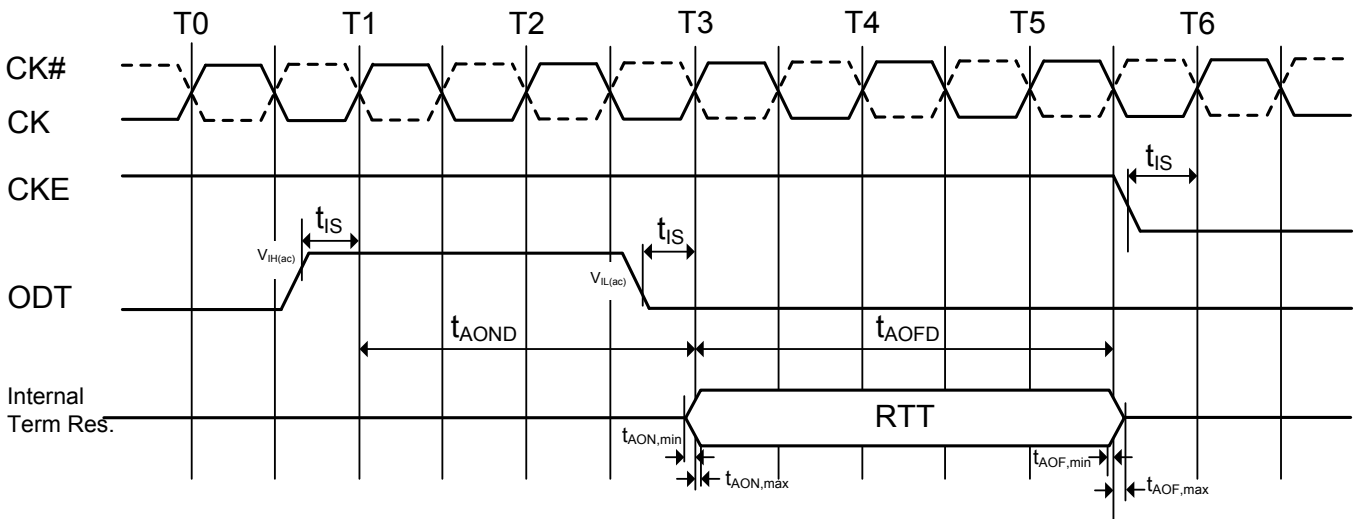 T0 T1 T2 T3 T4 T5 T6
CK#
CK
CKE
tIS
tIS
tIS
VIH(ac)
VIL(ac)
ODT
tAOND
tAOFD
Internal
Term Res.
RTT
tAON,min
tAOF,min
tAON,max
tAOF,max